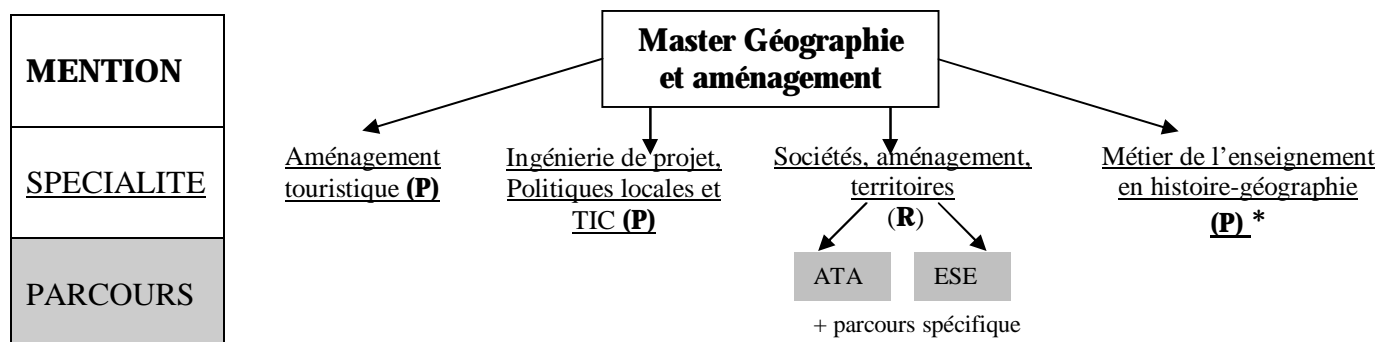 MENTION
SPECIALITE
PARCOURS
Master Géographie
et aménagement
Aménagement
touristique (P)
Ingénierie de projet,
Politiques locales et
TIC (P)
Sociétés, aménagement,
territoires
(R)
Métier de l’enseignement
en histoire-géographie
(P) *
ATA
ESE
+ parcours spécifique